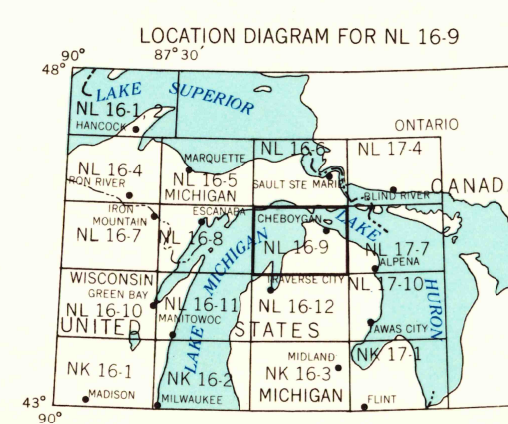 LOCATION DIAGRAM FOR NL 16-9
90° 87°30′
48°
LAKE SUPERIOR
NL 16-1
HANCOCK
ONTARIO
NL 16-6
NL 17-4
MARQUETTE
NL 16-4
NL 16-5
SAULT STE MARIE
IRON RIVER
MICHIGAN
BLIND RIVER
CANAD
IRON
MOUNTAIN
ESCANABA
CHEBOYGAN
LAKE
NL 16-7
NL 16-8
NL 16-9
NL 17-7
ALPENA
LAKE MICHIGAN
WISCONSIN
TRAVERSE CITY
NL 17-10
HURON
GREEN BAY
NL 16-10
NL 16-11
NL 16-12
MANITOWOC
TAWAS CITY
UNITED STATES
MIDLAND
NK 17-1
NK 16-1
NK 16-2
NK 16-3
MICHIGAN
MADISON
MILWAUKEE
FLINT
43°
90°